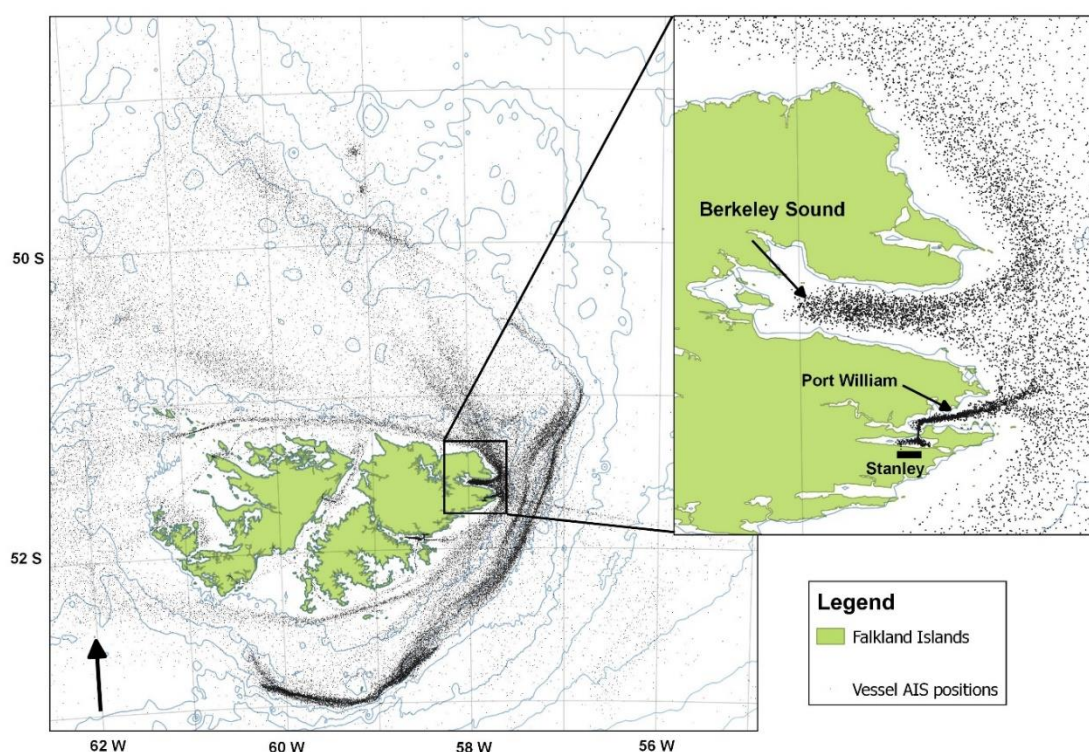 Berkeley Sound
Port William
Stanley
50 S
52 S
62 W
60 W
58 W
56 W
Legend
Falkland Islands
Vessel AIS positions